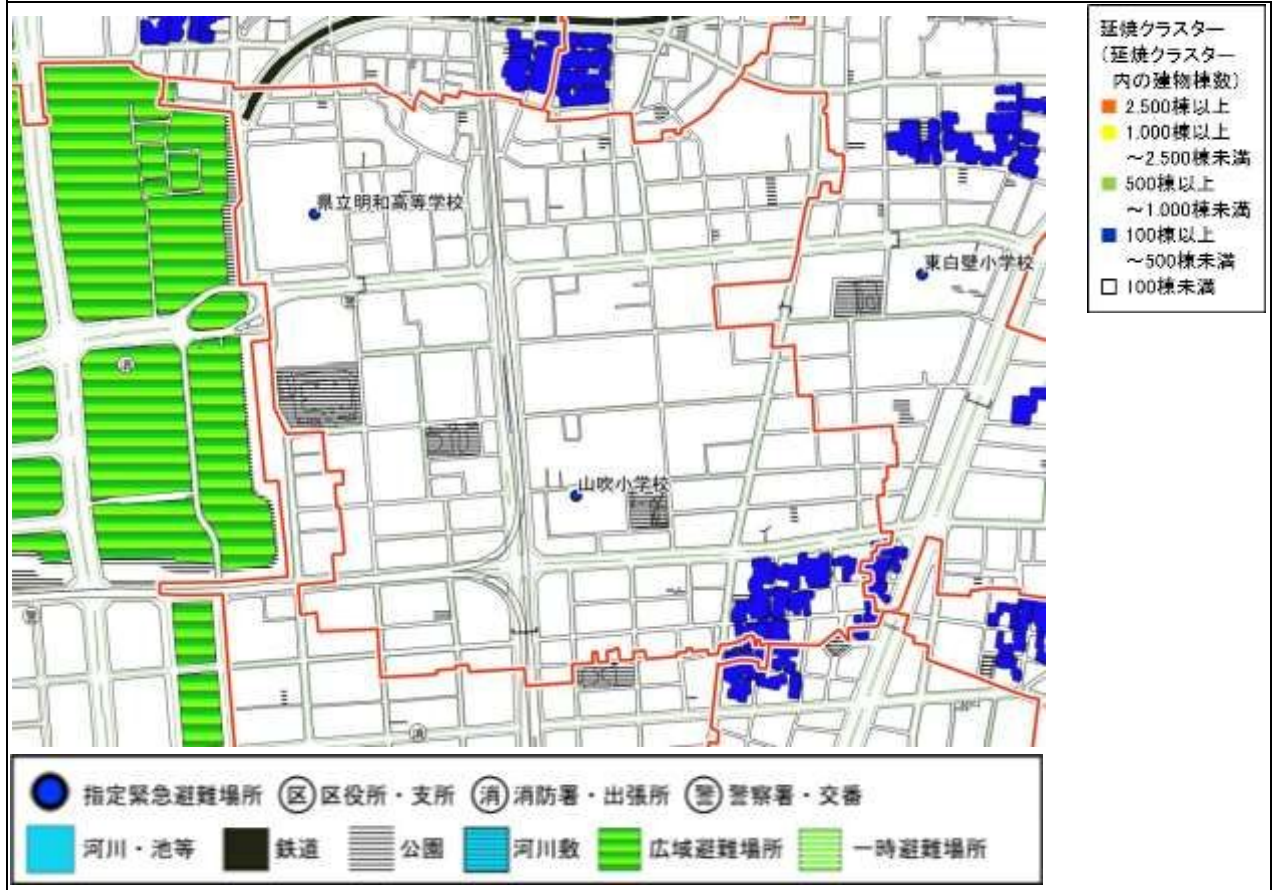 延焼クラスター
(延焼クラスター
内の建物棟数)
2,500棟以上
1,000棟以上
～2,500棟未満
500棟以上
～1,000棟未満
100棟以上
～500棟未満
100棟未満
県立明和高等学校
東白壁小学校
消
山吹小学校
消
指定緊急避難場所 区 区役所・支所 消 消防署・出張所 警 警察署・交番
河川・池等 鉄道 公園 河川敷 広域避難場所 一時避難場所